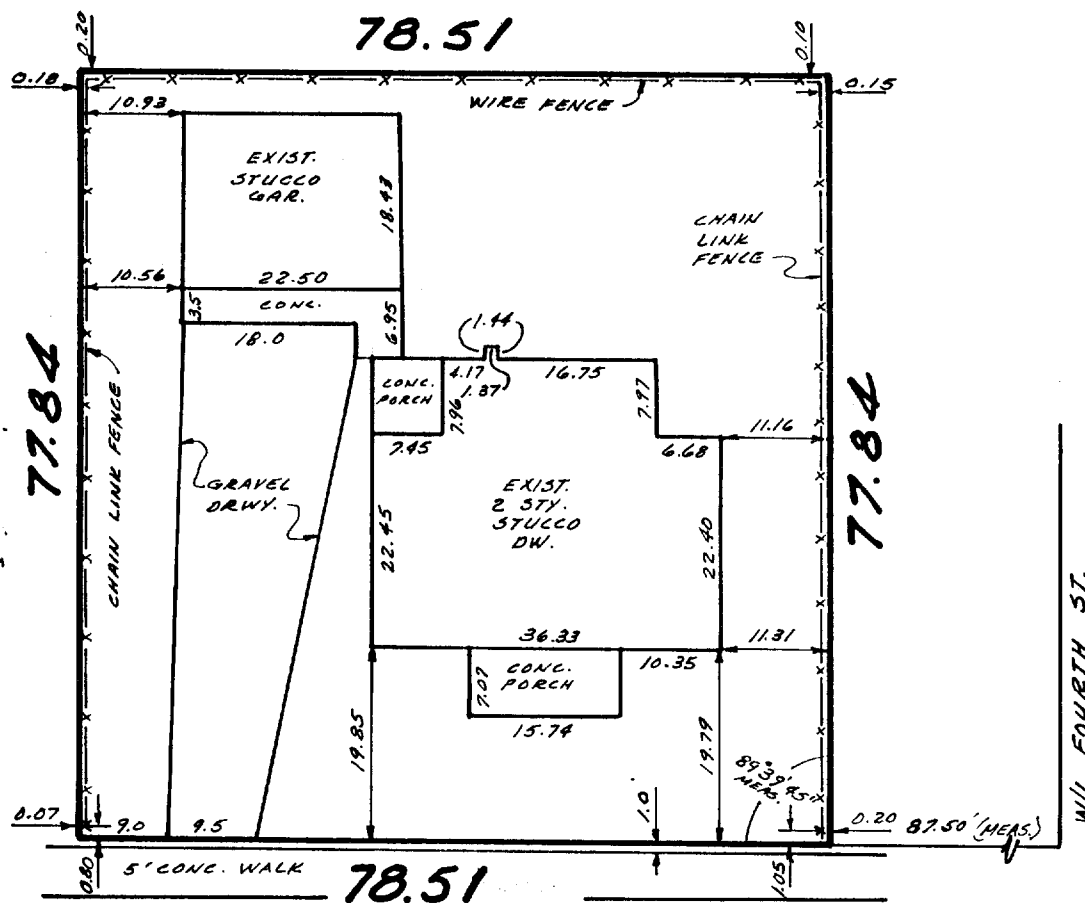 78.51
0.20
0.10
0.18
0.15
10.93
WIRE FENCE
EXIST.
STUCCO
GAR.
18.43
CHAIN
LINK
FENCE
10.56
22.50
CONC.
3.5
6.95
18.0
1.44
4.17
1.37
16.75
CONC.
PORCH
7.96
7.97
7.45
6.68
11.16
77.84
77.84
CHAIN LINK FENCE
GRAVEL
DRWY.
EXIST.
2 STY.
STUCCO
DW.
22.45
22.40
36.33
11.31
10.35
CONC.
PORCH
7.07
15.74
19.85
19.79
W/L FOURTH ST.
89°39'45"
MEAS.
1.0
0.07
9.0
9.5
0.20
87.50' (MEAS.)
0.80
5' CONC. WALK
78.51
1.05